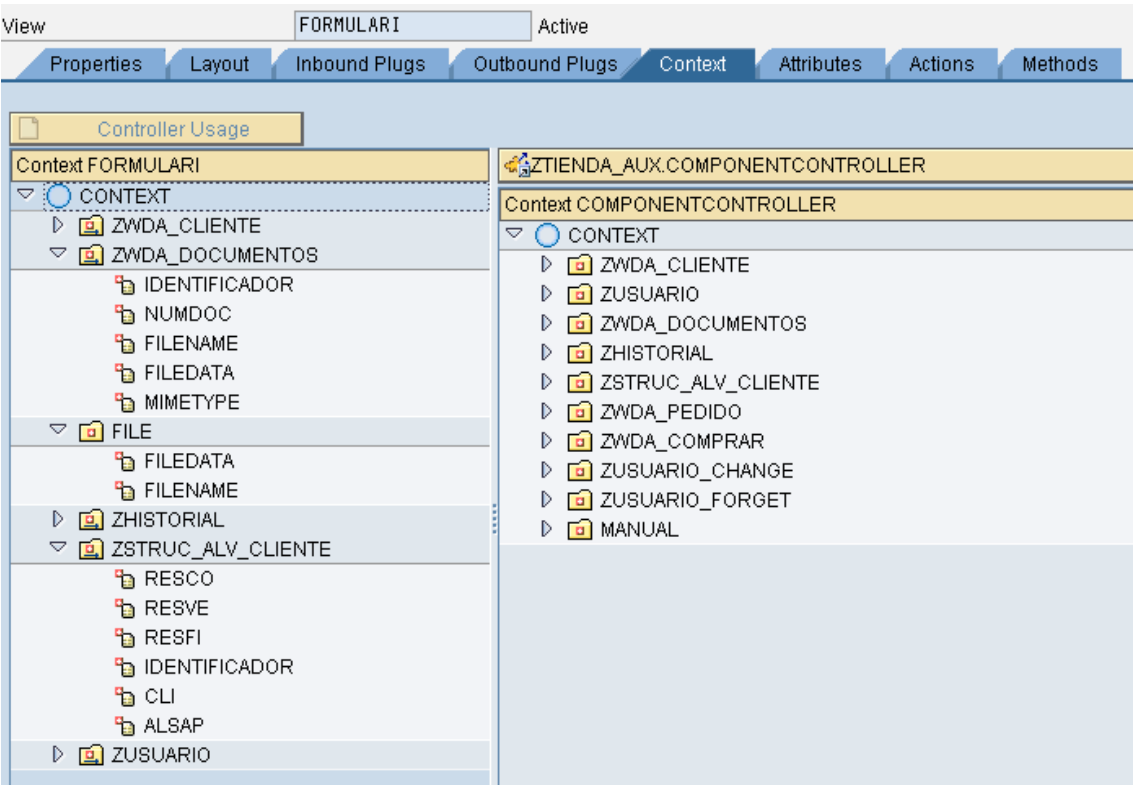 View FORMULARI Active
Properties Layout Inbound Plugs Outbound Plugs Context Attributes Actions Methods
Controller Usage
Context FORMULARI
CONTEXT
ZWDA_CLIENTE
ZWDA_DOCUMENTOS
IDENTIFICADOR
NUMDOC
FILENAME
FILEDATA
MIMETYPE
FILE
FILEDATA
FILENAME
ZHISTORIAL
ZSTRUC_ALV_CLIENTE
RESCO
RESVE
RESFI
IDENTIFICADOR
CLI
ALSAP
ZUSUARIO
ZTIENDA_AUX.COMPONENTCONTROLLER
Context COMPONENTCONTROLLER
CONTEXT
ZWDA_CLIENTE
ZUSUARIO
ZWDA_DOCUMENTOS
ZHISTORIAL
ZSTRUC_ALV_CLIENTE
ZWDA_PEDIDO
ZWDA_COMPRAR
ZUSUARIO_CHANGE
ZUSUARIO_FORGET
MANUAL